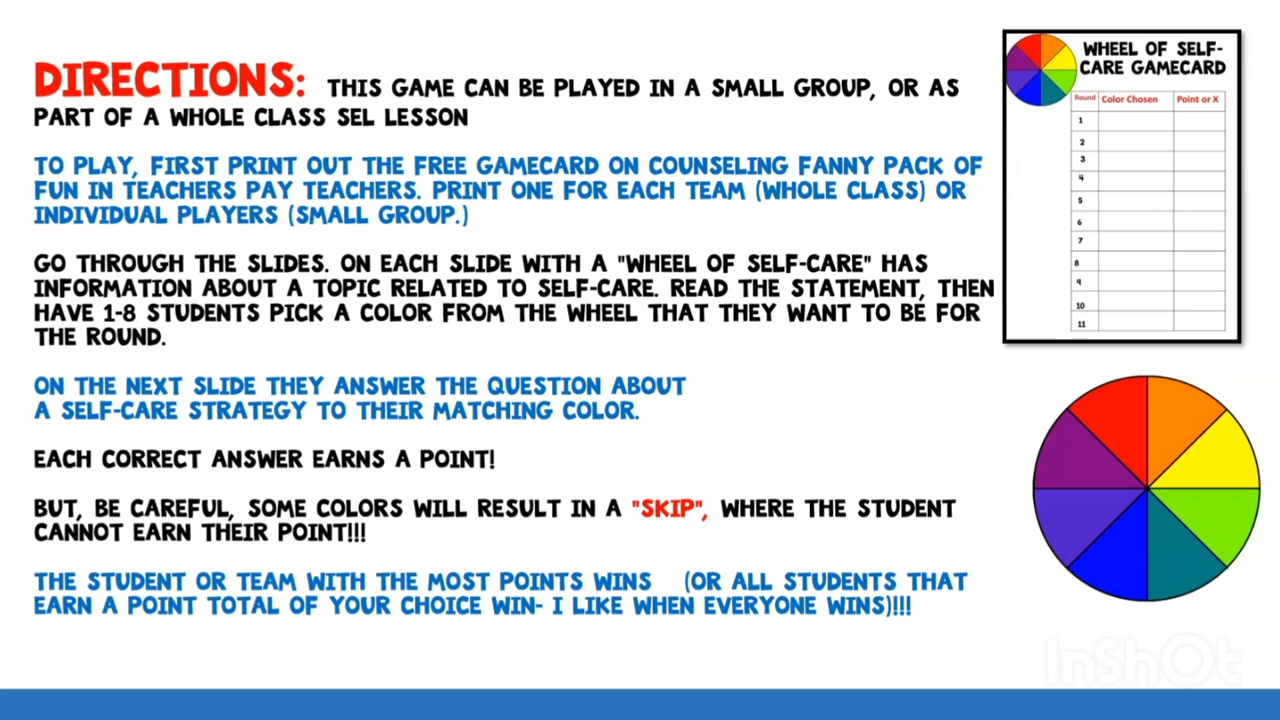 DIRECTIONS: THIS GAME CAN BE PLAYED IN A SMALL GROUP, OR AS
PART OF A WHOLE CLASS SEL LESSON
TO PLAY, FIRST PRINT OUT THE FREE GAMECARD ON COUNSELING FANNY PACK OF
FUN IN TEACHERS PAY TEACHERS. PRINT ONE FOR EACH TEAM (WHOLE CLASS) OR
INDIVIDUAL PLAYERS (SMALL GROUP.)
GO THROUGH THE SLIDES. ON EACH SLIDE WITH A "WHEEL OF SELF-CARE" HAS
INFORMATION ABOUT A TOPIC RELATED TO SELF-CARE. READ THE STATEMENT, THEN
HAVE 1-8 STUDENTS PICK A COLOR FROM THE WHEEL THAT THEY WANT TO BE FOR
THE ROUND.
ON THE NEXT SLIDE THEY ANSWER THE QUESTION ABOUT
A SELF-CARE STRATEGY TO THEIR MATCHING COLOR.
EACH CORRECT ANSWER EARNS A POINT!
BUT, BE CAREFUL, SOME COLORS WILL RESULT IN A "SKIP", WHERE THE STUDENT
CANNOT EARN THEIR POINT!!!
THE STUDENT OR TEAM WITH THE MOST POINTS WINS (OR ALL STUDENTS THAT
EARN A POINT TOTAL OF YOUR CHOICE WIN- I LIKE WHEN EVERYONE WINS)!!!
WHEEL OF SELF-
CARE GAMECARD
Round Color Chosen Point or X
1
2
3
4
5
6
7
8
9
10
11
InShOt